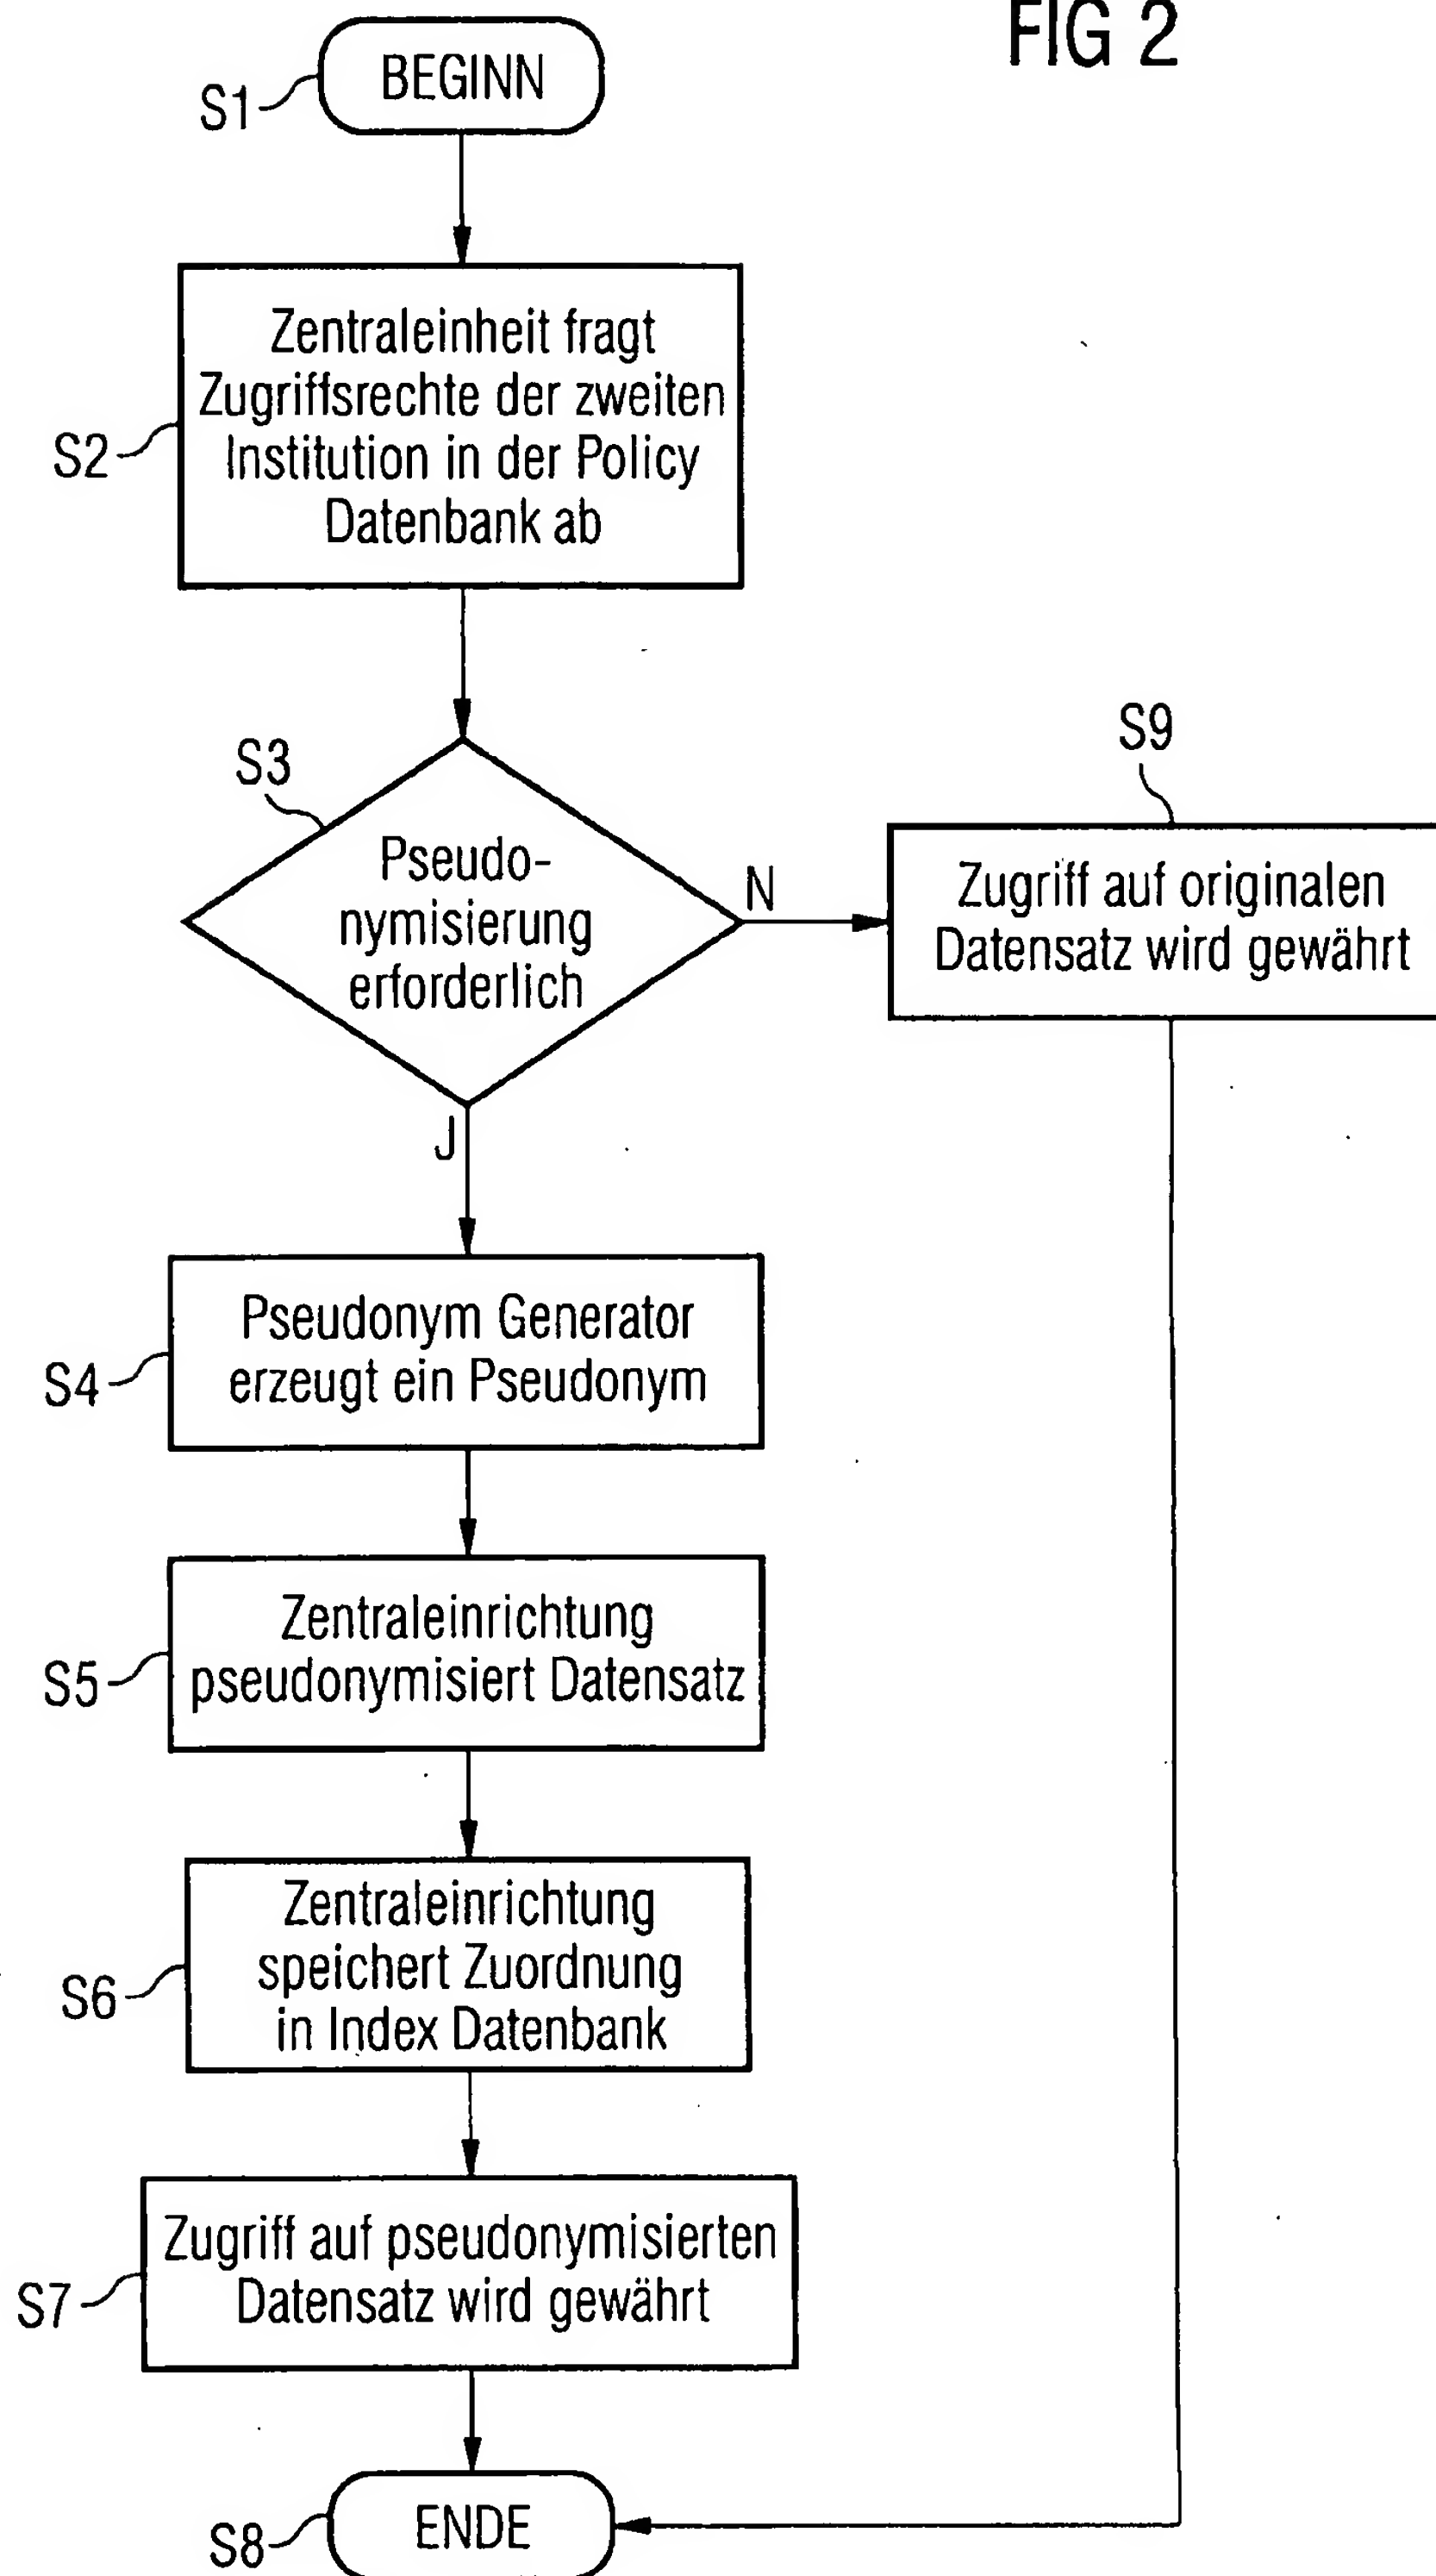 FIG 2
S1
BEGINN
S2
Zentraleinheit fragt
Zugriffsrechte der zweiten
Institution in der Policy
Datenbank ab
S3
Pseudo-
nymisierung
erforderlich
N
S9
Zugriff auf originalen
Datensatz wird gewährt
J
S4
Pseudonym Generator
erzeugt ein Pseudonym
S5
Zentraleinrichtung
pseudonymisiert Datensatz
S6
Zentraleinrichtung
speichert Zuordnung
in Index Datenbank
S7
Zugriff auf pseudonymisierten
Datensatz wird gewährt
S8
ENDE